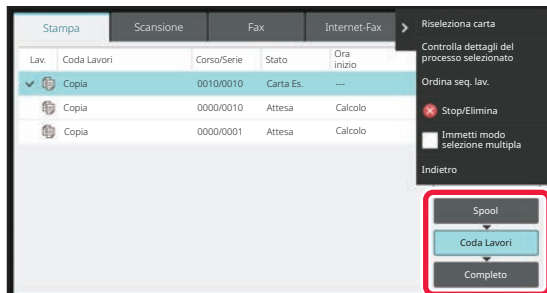 Stampa Scansione Fax Internet-Fax
Lav. Coda Lavori Corso/Serie Stato Ora inizio
Copia 0010/0010 Carta Es. ---
Copia 0000/0010 Attesa Calcolo
Copia 0000/0001 Attesa Calcolo
Riseleziona carta
Controlla dettagli del
processo selezionato
Ordina seq. lav.
Stop/Elimina
Immetti modo
selezione multipla
Indietro
Spool
Coda Lavori
Completo